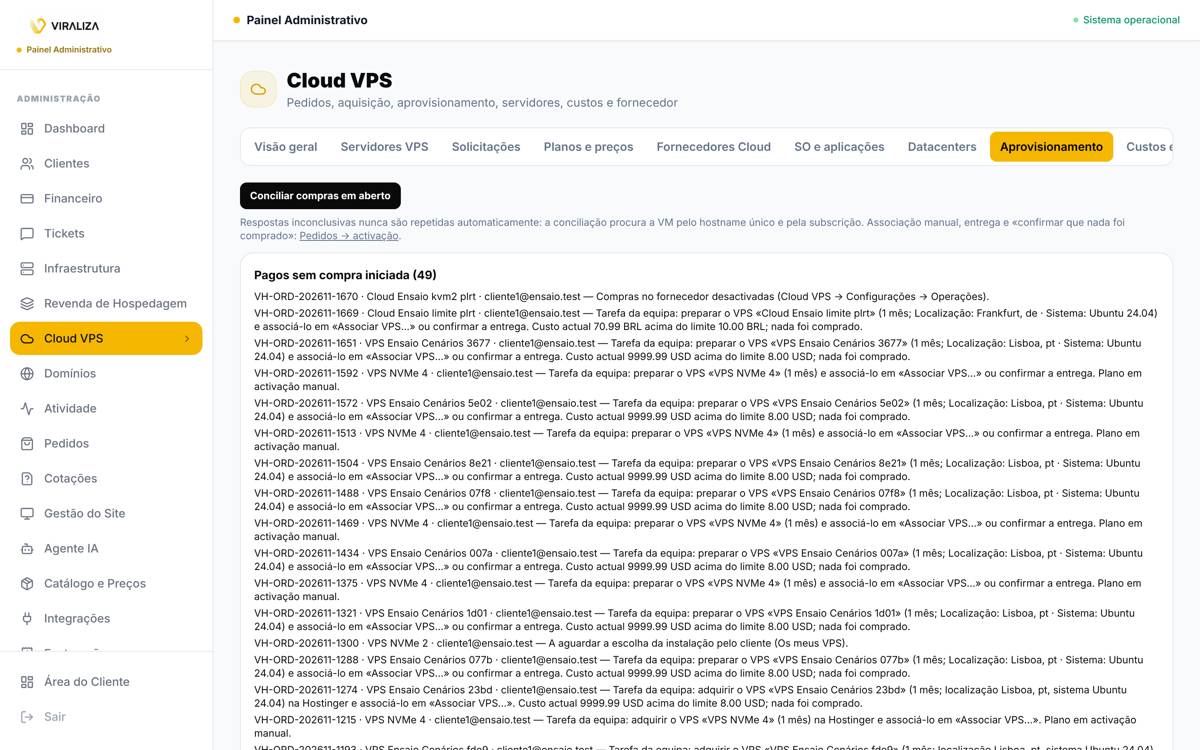 VIRALIZA
Painel Administrativo
ADMINISTRAÇÃO
Dashboard
Clientes
Financeiro
Tickets
Infraestrutura
Revenda de Hospedagem
Cloud VPS
Domínios
Atividade
Pedidos
Cotações
Gestão do Site
Agente IA
Catálogo e Preços
Integrações
Área do Cliente
Sair
Painel Administrativo
Sistema operacional
Cloud VPS
Pedidos, aquisição, aprovisionamento, servidores, custos e fornecedor
Visão geral
Servidores VPS
Solicitações
Planos e preços
Fornecedores Cloud
SO e aplicações
Datacenters
Aprovisionamento
Custos e
Conciliar compras em aberto
Respostas inconclusivas nunca são repetidas automaticamente: a conciliação procura a VM pelo hostname único e pela subscrição. Associação manual, entrega e «confirmar que nada foi
comprado»: Pedidos → activação.
Pagos sem compra iniciada (49)
VH-ORD-202611-1670 · Cloud Ensaio kvm2 plrt · cliente1@ensaio.test — Compras no fornecedor desactivadas (Cloud VPS → Configurações → Operações).
VH-ORD-202611-1669 · Cloud Ensaio limite plrt · cliente1@ensaio.test — Tarefa da equipa: preparar o VPS «Cloud Ensaio limite plrt» (1 mês; Localização: Frankfurt, de · Sistema: Ubuntu 24.04)
e associá-lo em «Associar VPS…» ou confirmar a entrega. Custo actual 70.99 BRL acima do limite 10.00 BRL; nada foi comprado.
VH-ORD-202611-1651 · VPS Ensaio Cenários 3677 · cliente1@ensaio.test — Tarefa da equipa: preparar o VPS «VPS Ensaio Cenários 3677» (1 mês; Localização: Lisboa, pt · Sistema: Ubuntu
24.04) e associá-lo em «Associar VPS…» ou confirmar a entrega. Custo actual 9999.99 USD acima do limite 8.00 USD; nada foi comprado.
VH-ORD-202611-1592 · VPS NVMe 4 · cliente1@ensaio.test — Tarefa da equipa: preparar o VPS «VPS NVMe 4» (1 mês) e associá-lo em «Associar VPS…» ou confirmar a entrega. Plano em
activação manual.
VH-ORD-202611-1572 · VPS Ensaio Cenários 5e02 · cliente1@ensaio.test — Tarefa da equipa: preparar o VPS «VPS Ensaio Cenários 5e02» (1 mês; Localização: Lisboa, pt · Sistema: Ubuntu
24.04) e associá-lo em «Associar VPS…» ou confirmar a entrega. Custo actual 9999.99 USD acima do limite 8.00 USD; nada foi comprado.
VH-ORD-202611-1513 · VPS NVMe 4 · cliente1@ensaio.test — Tarefa da equipa: preparar o VPS «VPS NVMe 4» (1 mês) e associá-lo em «Associar VPS…» ou confirmar a entrega. Plano em
activação manual.
VH-ORD-202611-1504 · VPS Ensaio Cenários 8e21 · cliente1@ensaio.test — Tarefa da equipa: preparar o VPS «VPS Ensaio Cenários 8e21» (1 mês; Localização: Lisboa, pt · Sistema: Ubuntu
24.04) e associá-lo em «Associar VPS…» ou confirmar a entrega. Custo actual 9999.99 USD acima do limite 8.00 USD; nada foi comprado.
VH-ORD-202611-1488 · VPS Ensaio Cenários 07f8 · cliente1@ensaio.test — Tarefa da equipa: preparar o VPS «VPS Ensaio Cenários 07f8» (1 mês; Localização: Lisboa, pt · Sistema: Ubuntu
24.04) e associá-lo em «Associar VPS…» ou confirmar a entrega. Custo actual 9999.99 USD acima do limite 8.00 USD; nada foi comprado.
VH-ORD-202611-1469 · VPS NVMe 4 · cliente1@ensaio.test — Tarefa da equipa: preparar o VPS «VPS NVMe 4» (1 mês) e associá-lo em «Associar VPS…» ou confirmar a entrega. Plano em
activação manual.
VH-ORD-202611-1434 · VPS Ensaio Cenários 007a · cliente1@ensaio.test — Tarefa da equipa: preparar o VPS «VPS Ensaio Cenários 007a» (1 mês; Localização: Lisboa, pt · Sistema: Ubuntu
24.04) e associá-lo em «Associar VPS…» ou confirmar a entrega. Custo actual 9999.99 USD acima do limite 8.00 USD; nada foi comprado.
VH-ORD-202611-1375 · VPS NVMe 4 · cliente1@ensaio.test — Tarefa da equipa: preparar o VPS «VPS NVMe 4» (1 mês) e associá-lo em «Associar VPS…» ou confirmar a entrega. Plano em
activação manual.
VH-ORD-202611-1321 · VPS Ensaio Cenários 1d01 · cliente1@ensaio.test — Tarefa da equipa: preparar o VPS «VPS Ensaio Cenários 1d01» (1 mês; Localização: Lisboa, pt · Sistema: Ubuntu
24.04) e associá-lo em «Associar VPS…» ou confirmar a entrega. Custo actual 9999.99 USD acima do limite 8.00 USD; nada foi comprado.
VH-ORD-202611-1300 · VPS NVMe 2 · cliente1@ensaio.test — A aguardar a escolha da instalação pelo cliente (Os meus VPS).
VH-ORD-202611-1288 · VPS Ensaio Cenários 077b · cliente1@ensaio.test — Tarefa da equipa: preparar o VPS «VPS Ensaio Cenários 077b» (1 mês; Localização: Lisboa, pt · Sistema: Ubuntu
24.04) e associá-lo em «Associar VPS…» ou confirmar a entrega. Custo actual 9999.99 USD acima do limite 8.00 USD; nada foi comprado.
VH-ORD-202611-1274 · VPS Ensaio Cenários 23bd · cliente1@ensaio.test — Tarefa da equipa: adquirir o VPS «VPS Ensaio Cenários 23bd» (1 mês; localização Lisboa, pt, sistema Ubuntu
24.04) na Hostinger e associá-lo em «Associar VPS…». Custo actual 9999.99 USD acima do limite 8.00 USD; nada foi comprado.
VH-ORD-202611-1215 · VPS NVMe 4 · cliente1@ensaio.test — Tarefa da equipa: adquirir o VPS «VPS NVMe 4» (1 mês) na Hostinger e associá-lo em «Associar VPS…». Plano em activação
manual.
VH-ORD-202611-1193 · VPS Ensaio Cenários fde9 · cliente1@ensaio.test — Tarefa da equipa: adquirir o VPS «VPS Ensaio Cenários fde9» (1 mês; localização Lisboa, pt, sistema Ubuntu 24.04)